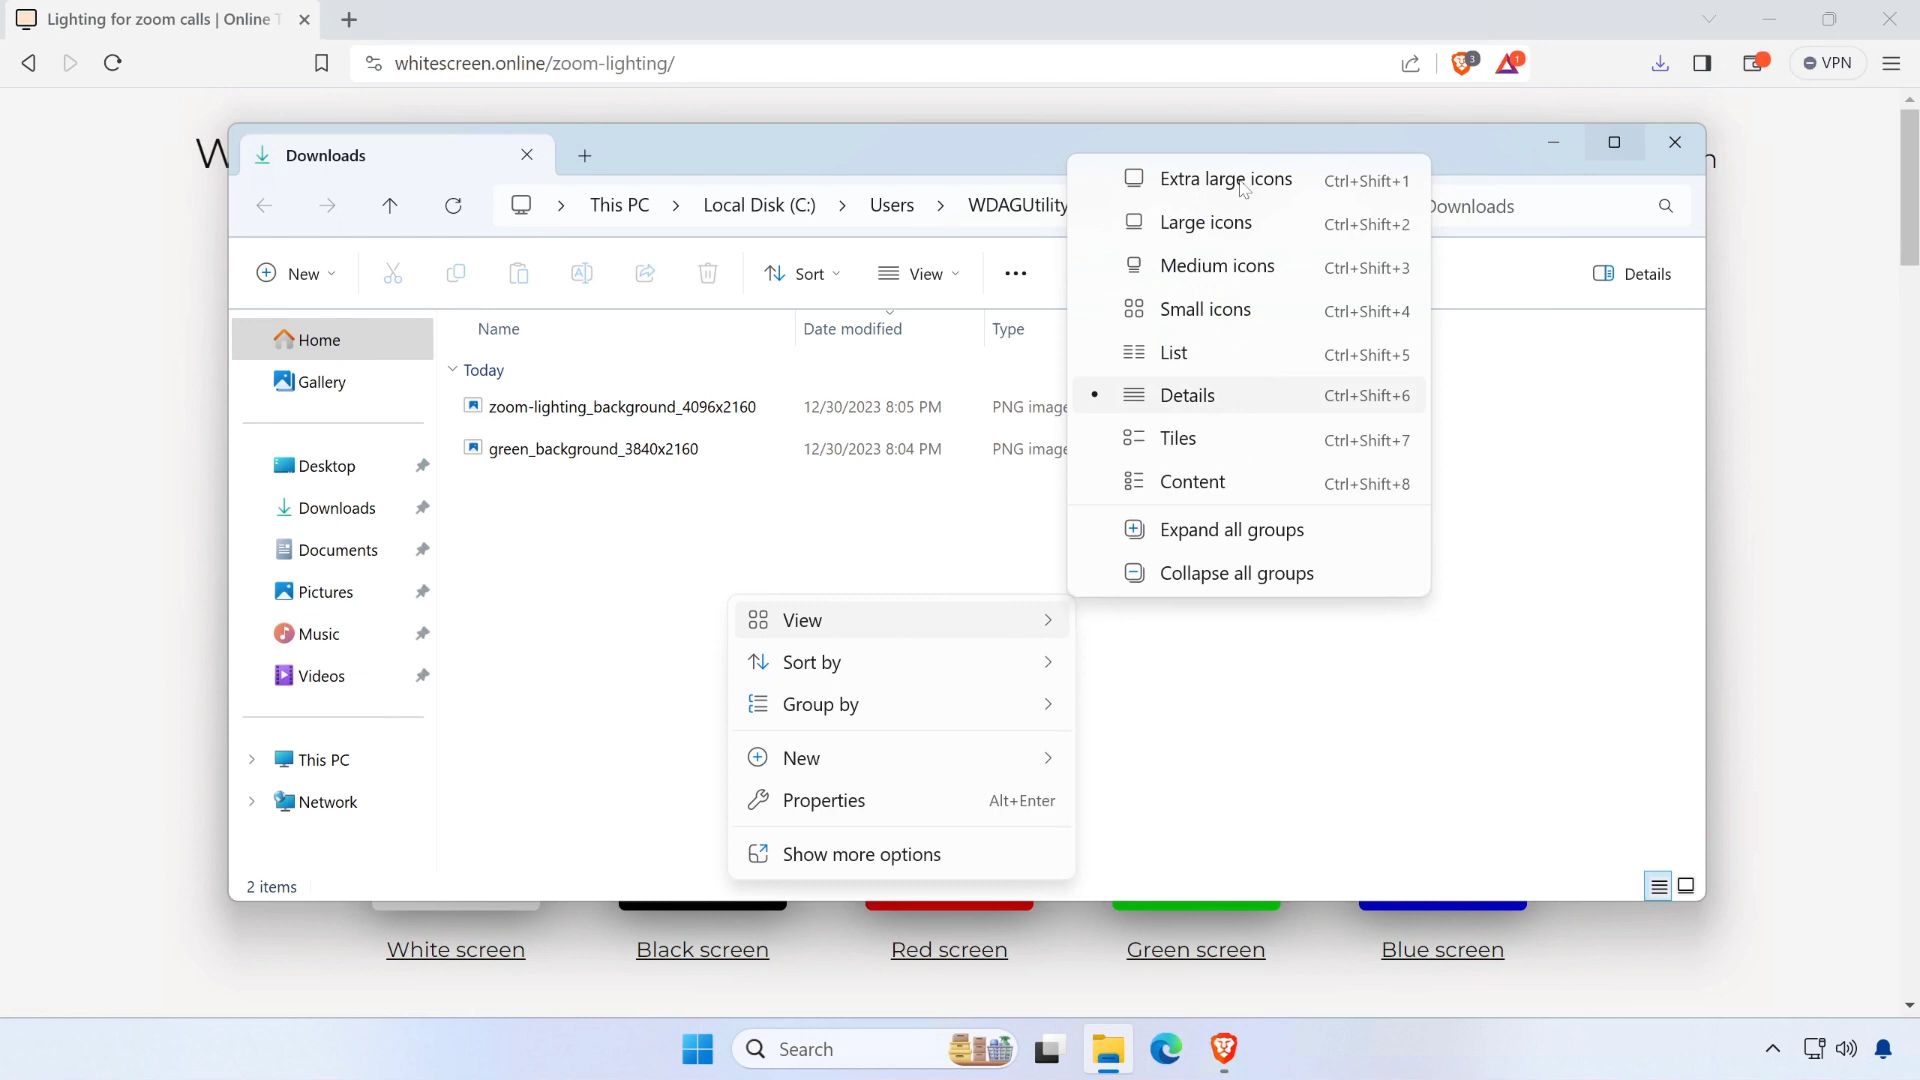 Lighting for zoom calls | Online
whitescreen.online/zoom-lighting/
3
1
VPN
W
n
Downloads
This PC > Local Disk (C:) > Users > WDAGUtility
Downloads
New
Sort
View
Details
Home
Gallery
Desktop
Downloads
Documents
Pictures
Music
Videos
This PC
Network
Name Date modified Type
Today
zoom-lighting_background_4096x2160 12/30/2023 8:05 PM PNG image
green_background_3840x2160 12/30/2023 8:04 PM PNG image
Extra large icons Ctrl+Shift+1
Large icons Ctrl+Shift+2
Medium icons Ctrl+Shift+3
Small icons Ctrl+Shift+4
List Ctrl+Shift+5
Details Ctrl+Shift+6
Tiles Ctrl+Shift+7
Content Ctrl+Shift+8
Expand all groups
Collapse all groups
View
Sort by
Group by
New
Properties Alt+Enter
Show more options
2 items
White screen
Black screen
Red screen
Green screen
Blue screen
Search